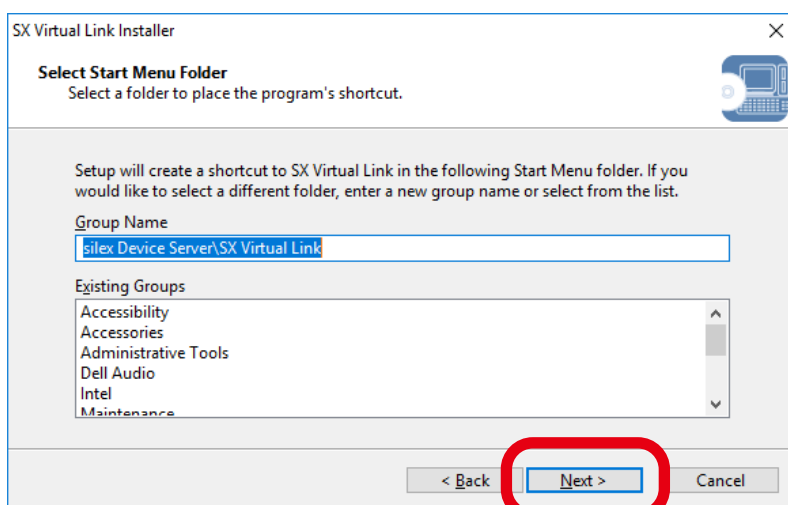 SX Virtual Link Installer
Select Start Menu Folder
Select a folder to place the program's shortcut.
Setup will create a shortcut to SX Virtual Link in the following Start Menu folder. If you
would like to select a different folder, enter a new group name or select from the list.
Group Name
silex Device Server\SX Virtual Link
Existing Groups
Accessibility
Accessories
Administrative Tools
Dell Audio
Intel
Maintenance
< Back
Next >
Cancel